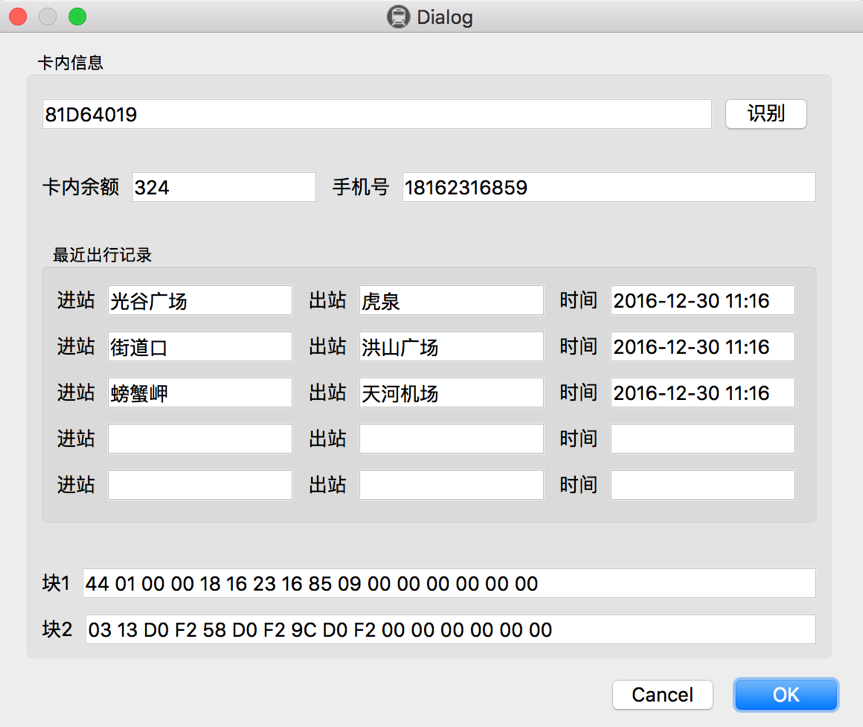 Dialog
卡内信息
81D64019 识别
卡内余额 324 手机号 18162316859
最近出行记录
进站 光谷广场 出站 虎泉 时间 2016-12-30 11:16
进站 街道口 出站 洪山广场 时间 2016-12-30 11:16
进站 螃蟹岬 出站 天河机场 时间 2016-12-30 11:16
进站 出站 时间
进站 出站 时间
块1 44 01 00 00 18 16 23 16 85 09 00 00 00 00 00 00
块2 03 13 D0 F2 58 D0 F2 9C D0 F2 00 00 00 00 00 00
Cancel OK